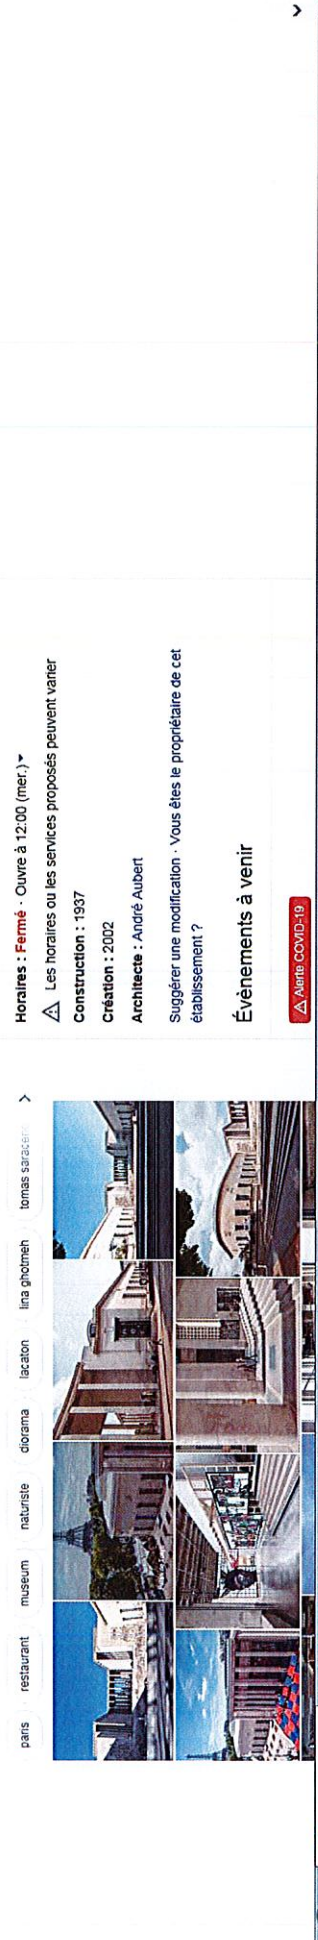 paris
restaurant
museum
naturiste
diorama
lacaton
lina ghotmeh
tomas sarace
Horaires : Fermé · Ouvre à 12:00 (mer.)
Les horaires ou les services proposés peuvent varier
Construction : 1937
Création : 2002
Architecte : André Aubert
Suggérer une modification · Vous êtes le propriétaire de cet
établissement ?
Évènements à venir
Alerte COVID-19